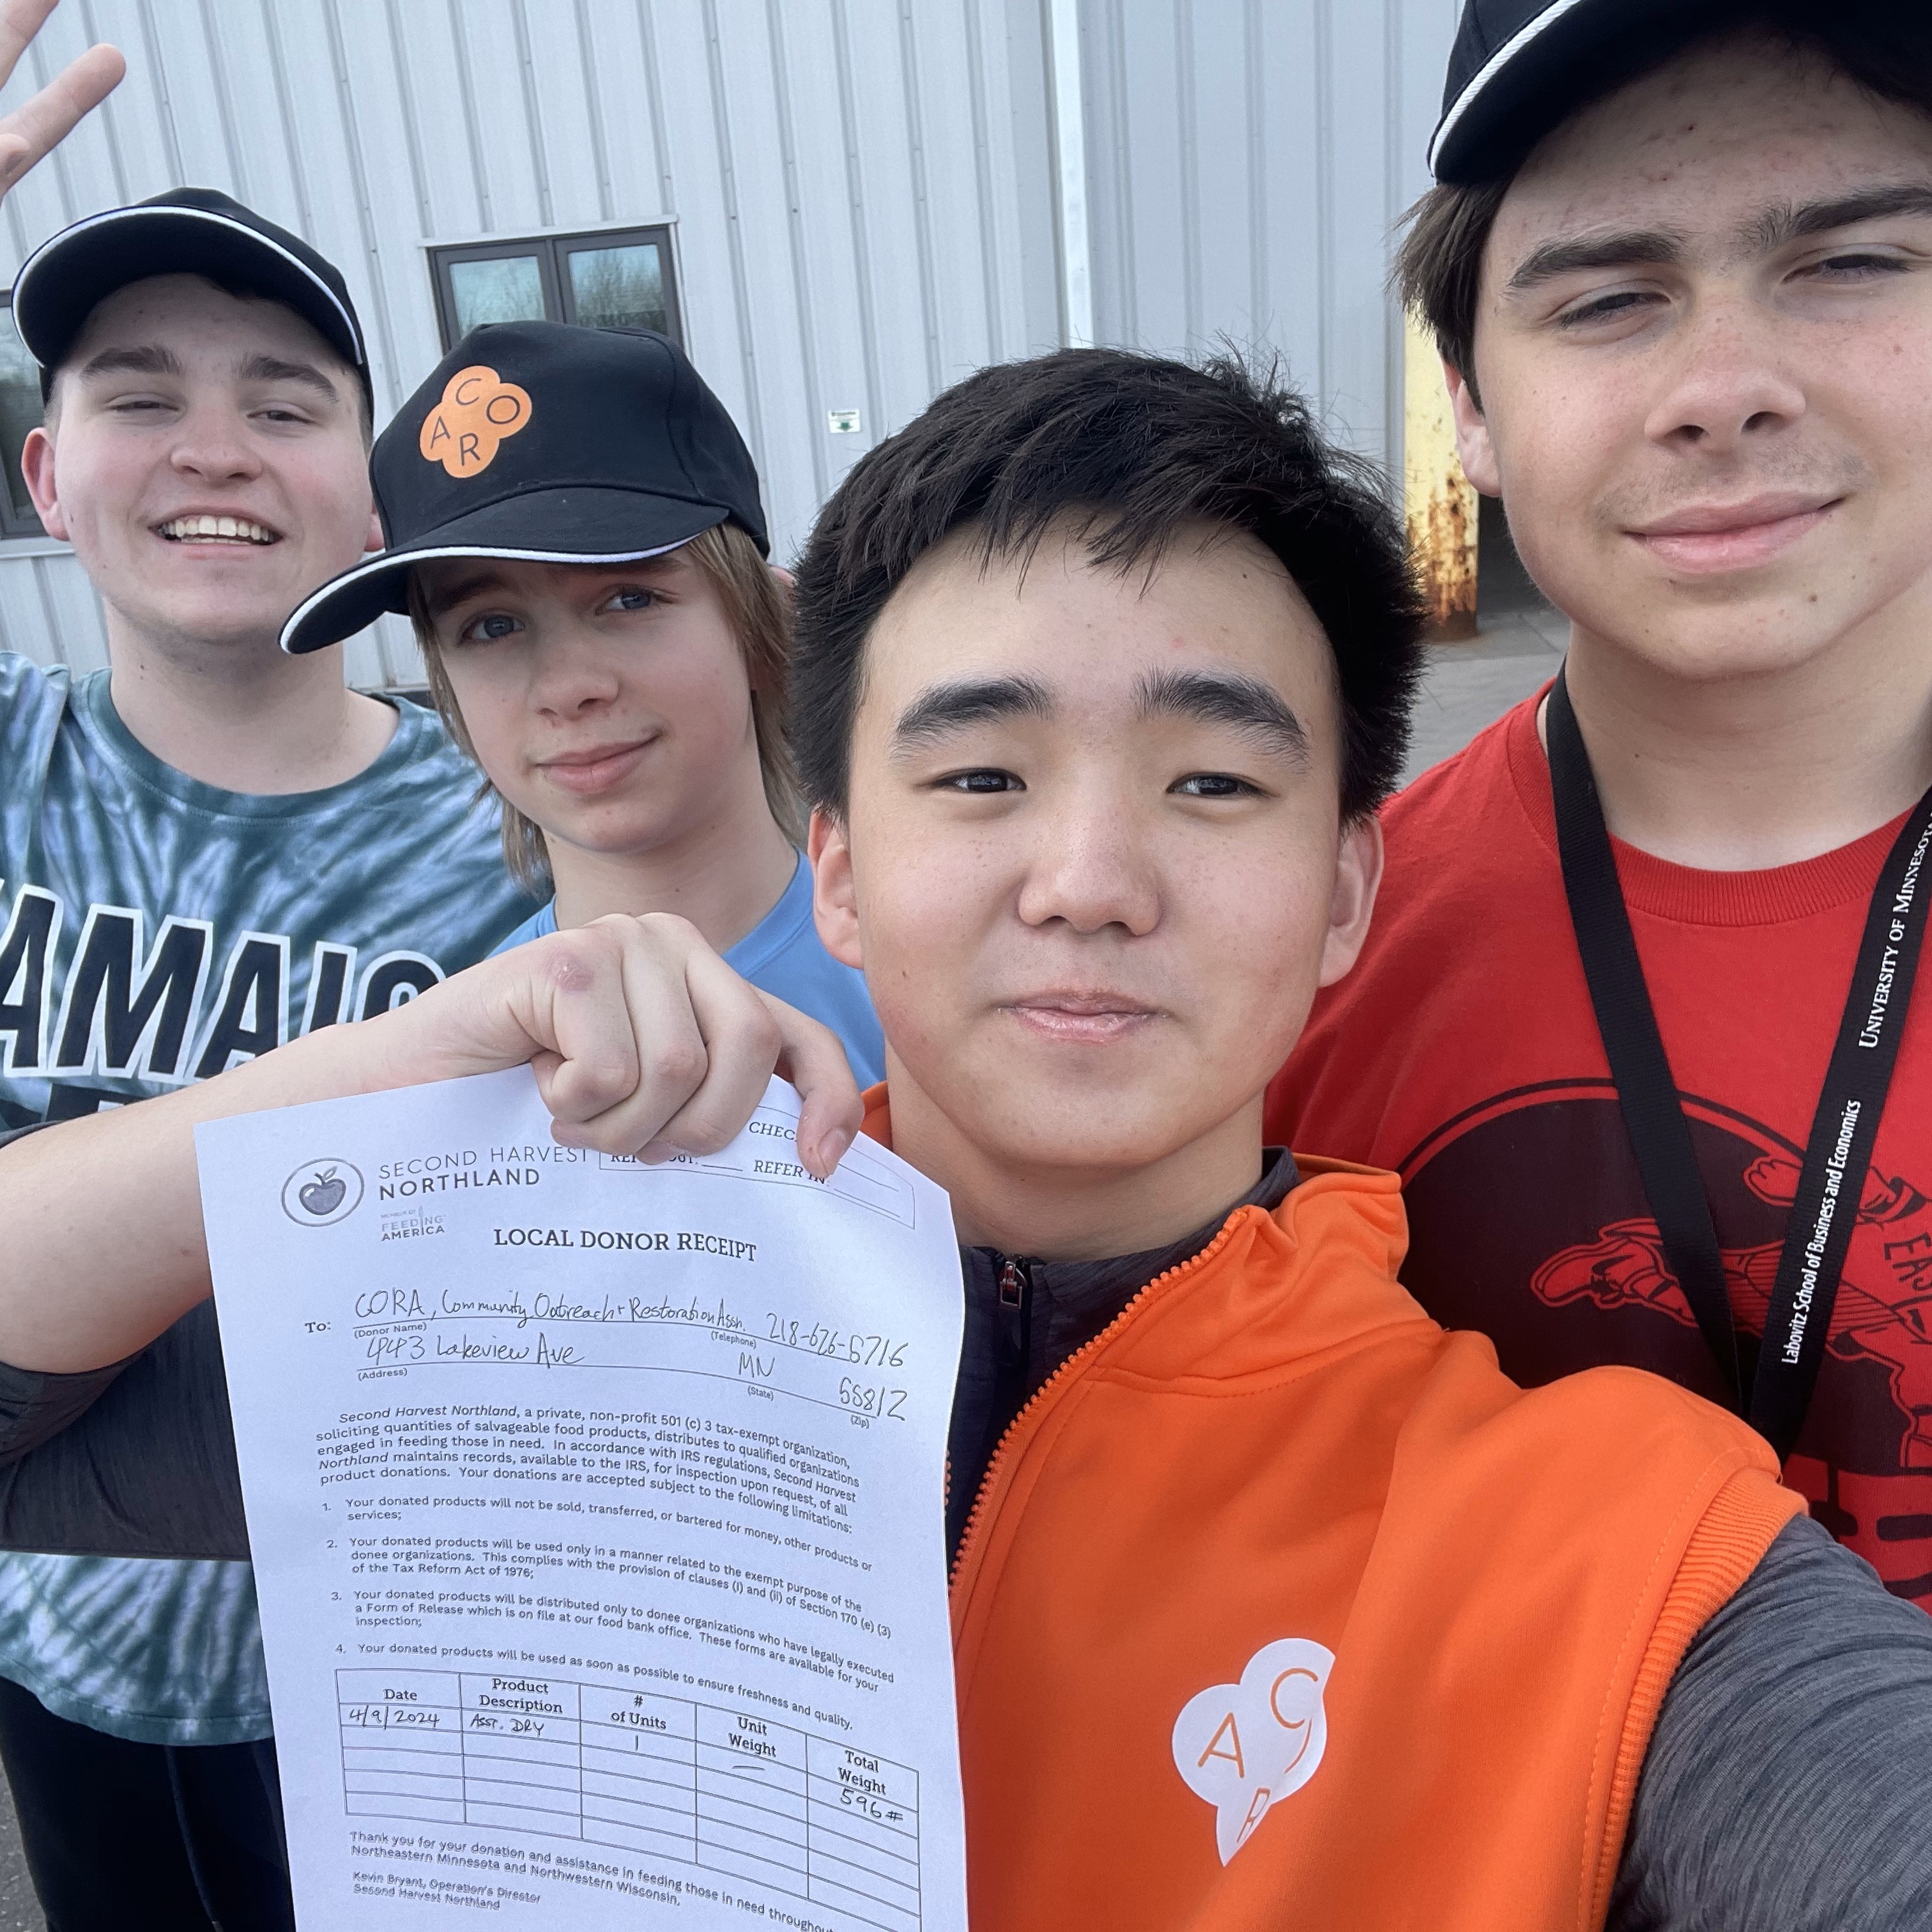 C
A O
R
AMAIC
UNIVERSITY OF MINNESOTA
Labovitz School of Business and Economics
EAS
SECOND HARVEST
NORTHLAND
MEMBER OF
FEEDING
AMERICA
CHEC
REFER IN:
LOCAL DONOR RECEIPT
To: CORA, Community Outreach + Restoration Assn. 218-626-6716
(Donor Name) (Telephone)
4943 Lakeview Ave MN 55812
(Address) (State) (Zip)
Second Harvest Northland, a private, non-profit 501 (c) 3 tax-exempt organization,
soliciting quantities of salvageable food products, distributes to qualified organizations
engaged in feeding those in need. In accordance with IRS regulations, Second Harvest
Northland maintains records, available to the IRS, for inspection upon request, of all
product donations. Your donations are accepted subject to the following limitations:
1. Your donated products will not be sold, transferred, or bartered for money, other products or
services;
2. Your donated products will be used only in a manner related to the exempt purpose of the
donee organizations. This complies with the provision of clauses (i) and (ii) of Section 170 (e) (3)
of the Tax Reform Act of 1976;
3. Your donated products will be distributed only to donee organizations who have legally executed
a Form of Release which is on file at our food bank office. These forms are available for your
inspection;
4. Your donated products will be used as soon as possible to ensure freshness and quality.
Date Product Description # of Units Unit Weight Total Weight
4/9/2024 ASST. DRY 1 — 596#
Thank you for your donation and assistance in feeding those in need throughout
Northeastern Minnesota and Northwestern Wisconsin.
Kevin Bryant, Operation's Director
Second Harvest Northland
A C
R